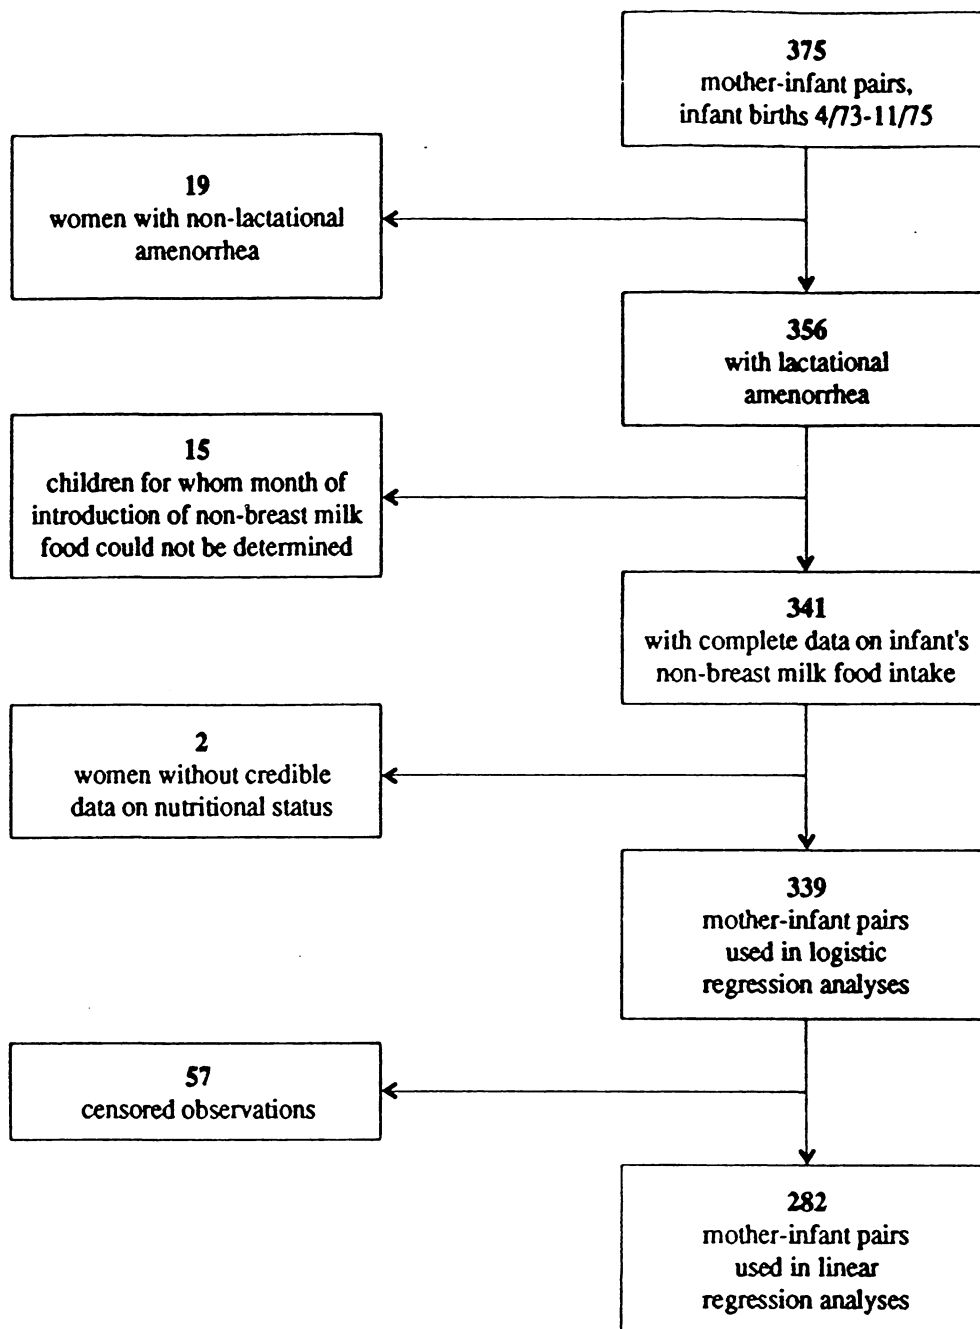 375
mother-infant pairs,
infant births 4/73-11/75
19
women with non-lactational
amenorrhea
356
with lactational
amenorrhea
15
children for whom month of
introduction of non-breast milk
food could not be determined
341
with complete data on infant's
non-breast milk food intake
2
women without credible
data on nutritional status
339
mother-infant pairs
used in logistic
regression analyses
57
censored observations
282
mother-infant pairs
used in linear
regression analyses